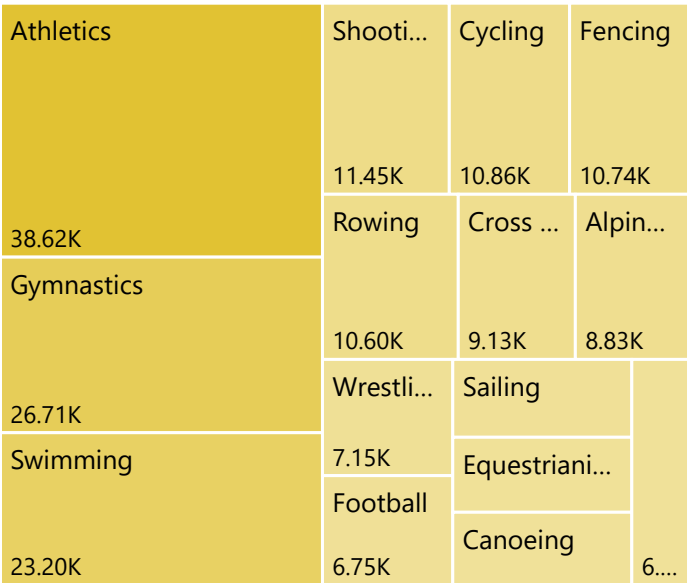 Athletics
38.62K
Gymnastics
26.71K
Swimming
23.20K
Shooti...
11.45K
Cycling
10.86K
Fencing
10.74K
Rowing
10.60K
Cross ...
9.13K
Alpin...
8.83K
Wrestli...
7.15K
Football
6.75K
Sailing
Equestriani...
Canoeing
6....